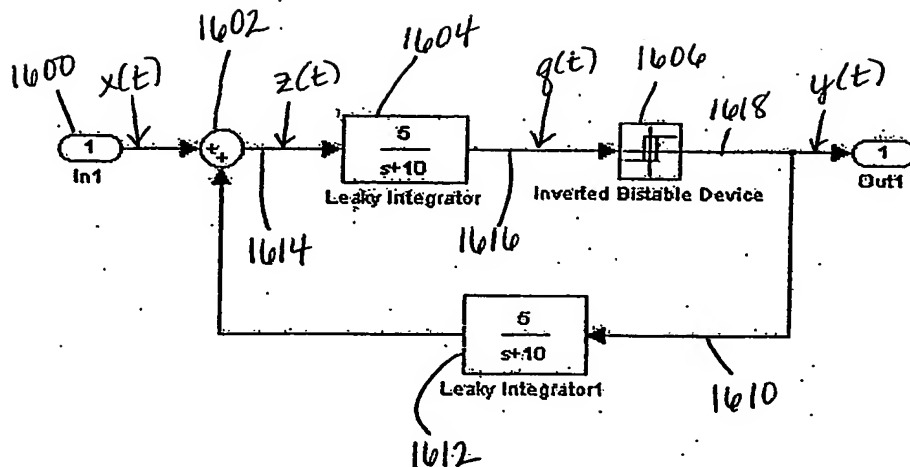 1602
1604
1600
x(t)
z(t)
g(t)
1606
1618
y(t)
1
In1
+
+
5
s+10
Leaky Integrator
Inverted Bistable Device
1
Out1
1614
1616
5
s+10
Leaky Integrator1
1610
1612